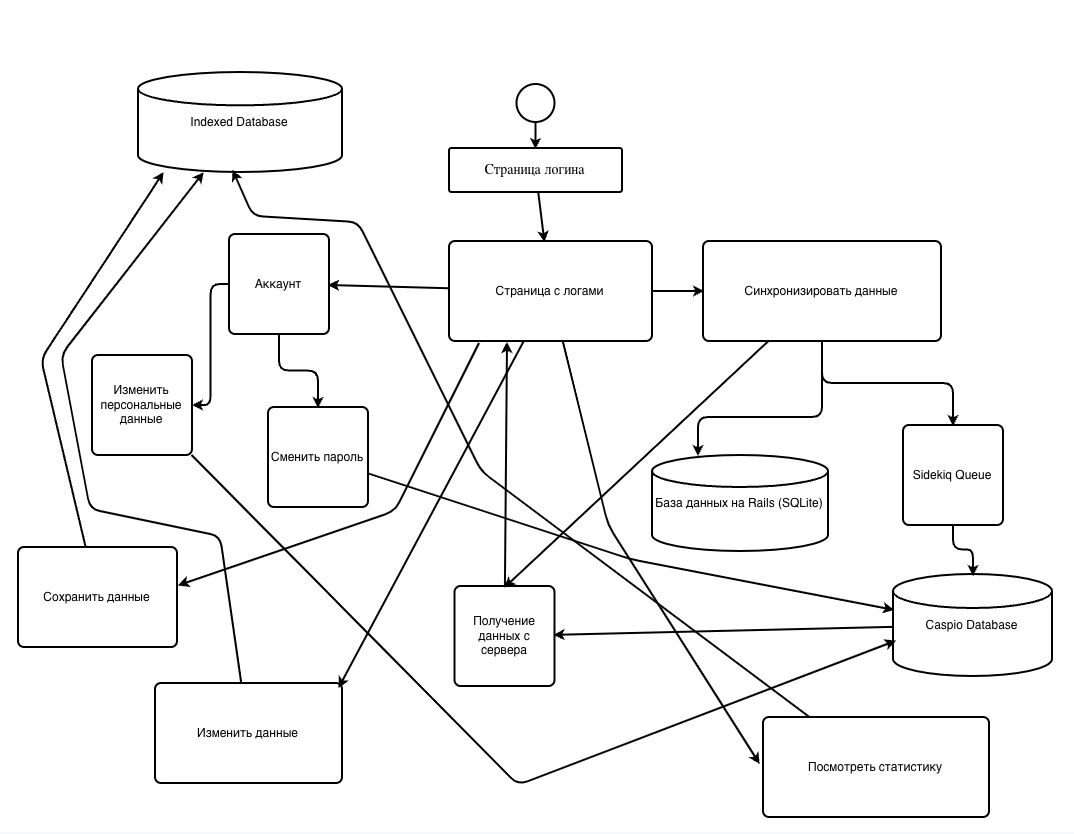 Indexed Database
Страница логина
Аккаунт
Страница с логами
Синхронизировать данные
Изменить
персональные
данные
Сменить пароль
Sidekiq Queue
База данных на Rails (SQLite)
Сохранить данные
Получение
данных с
сервера
Caspio Database
Изменить данные
Посмотреть статистику